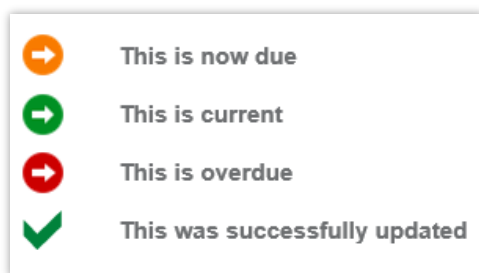 This is now due
This is current
This is overdue
This was successfully updated